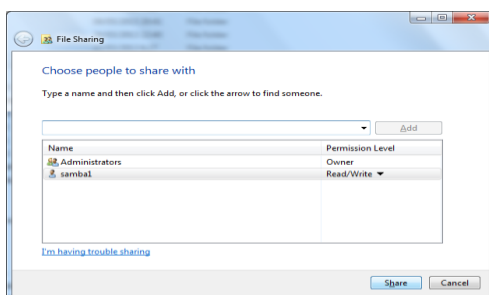 File Sharing
Choose people to share with
Type a name and then click Add, or click the arrow to find someone.
Add
Name Permission Level
Administrators Owner
samba1 Read/Write
I'm having trouble sharing
Share Cancel